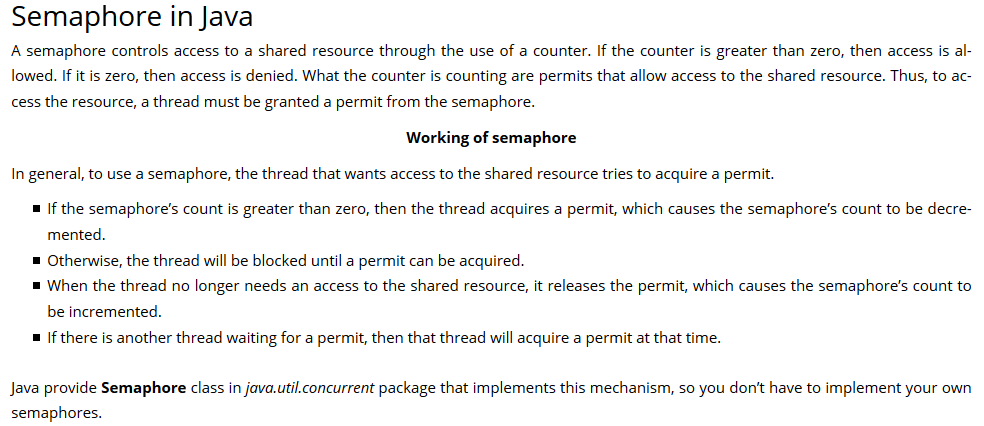 Semaphore in Java
A semaphore controls access to a shared resource through the use of a counter. If the counter is greater than zero, then access is al-
lowed. If it is zero, then access is denied. What the counter is counting are permits that allow access to the shared resource. Thus, to ac-
cess the resource, a thread must be granted a permit from the semaphore.
Working of semaphore
In general, to use a semaphore, the thread that wants access to the shared resource tries to acquire a permit.
▪ If the semaphore’s count is greater than zero, then the thread acquires a permit, which causes the semaphore’s count to be decre-
mented.
▪ Otherwise, the thread will be blocked until a permit can be acquired.
▪ When the thread no longer needs an access to the shared resource, it releases the permit, which causes the semaphore’s count to
be incremented.
▪ If there is another thread waiting for a permit, then that thread will acquire a permit at that time.
Java provide Semaphore class in java.util.concurrent package that implements this mechanism, so you don’t have to implement your own
semaphores.